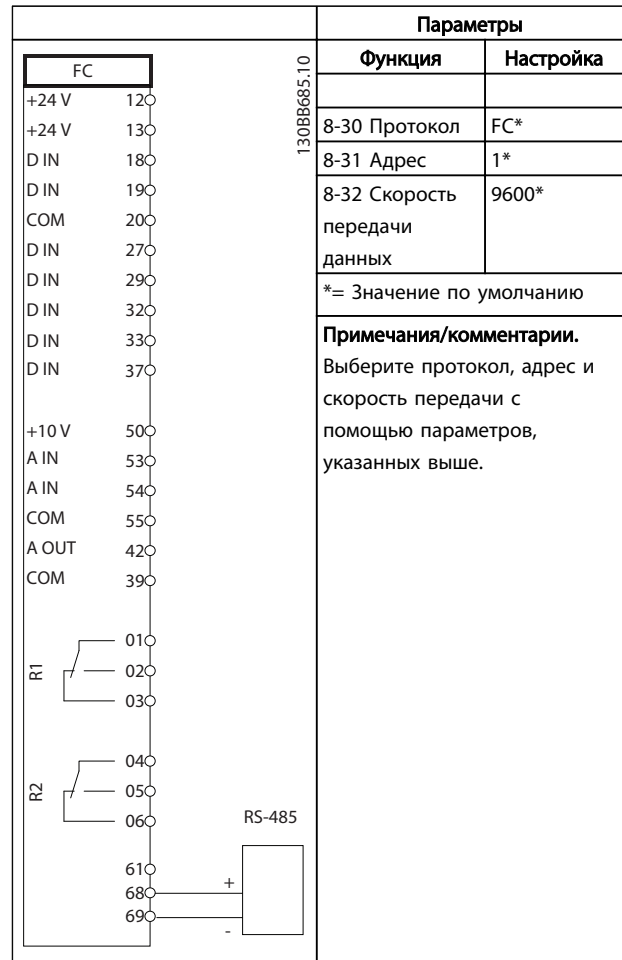 Параметры
Функция Настройка
8-30 Протокол FC*
8-31 Адрес 1*
8-32 Скорость 9600*
передачи
данных
*= Значение по умолчанию
Примечания/комментарии.
Выберите протокол, адрес и
скорость передачи с
помощью параметров,
указанных выше.
FC
130BB685.10
+24 V 12
+24 V 13
D IN 18
D IN 19
COM 20
D IN 27
D IN 29
D IN 32
D IN 33
D IN 37
+10 V 50
A IN 53
A IN 54
COM 55
A OUT 42
COM 39
R1
01
02
03
R2
04
05
06
RS-485
61
68 +
69 -